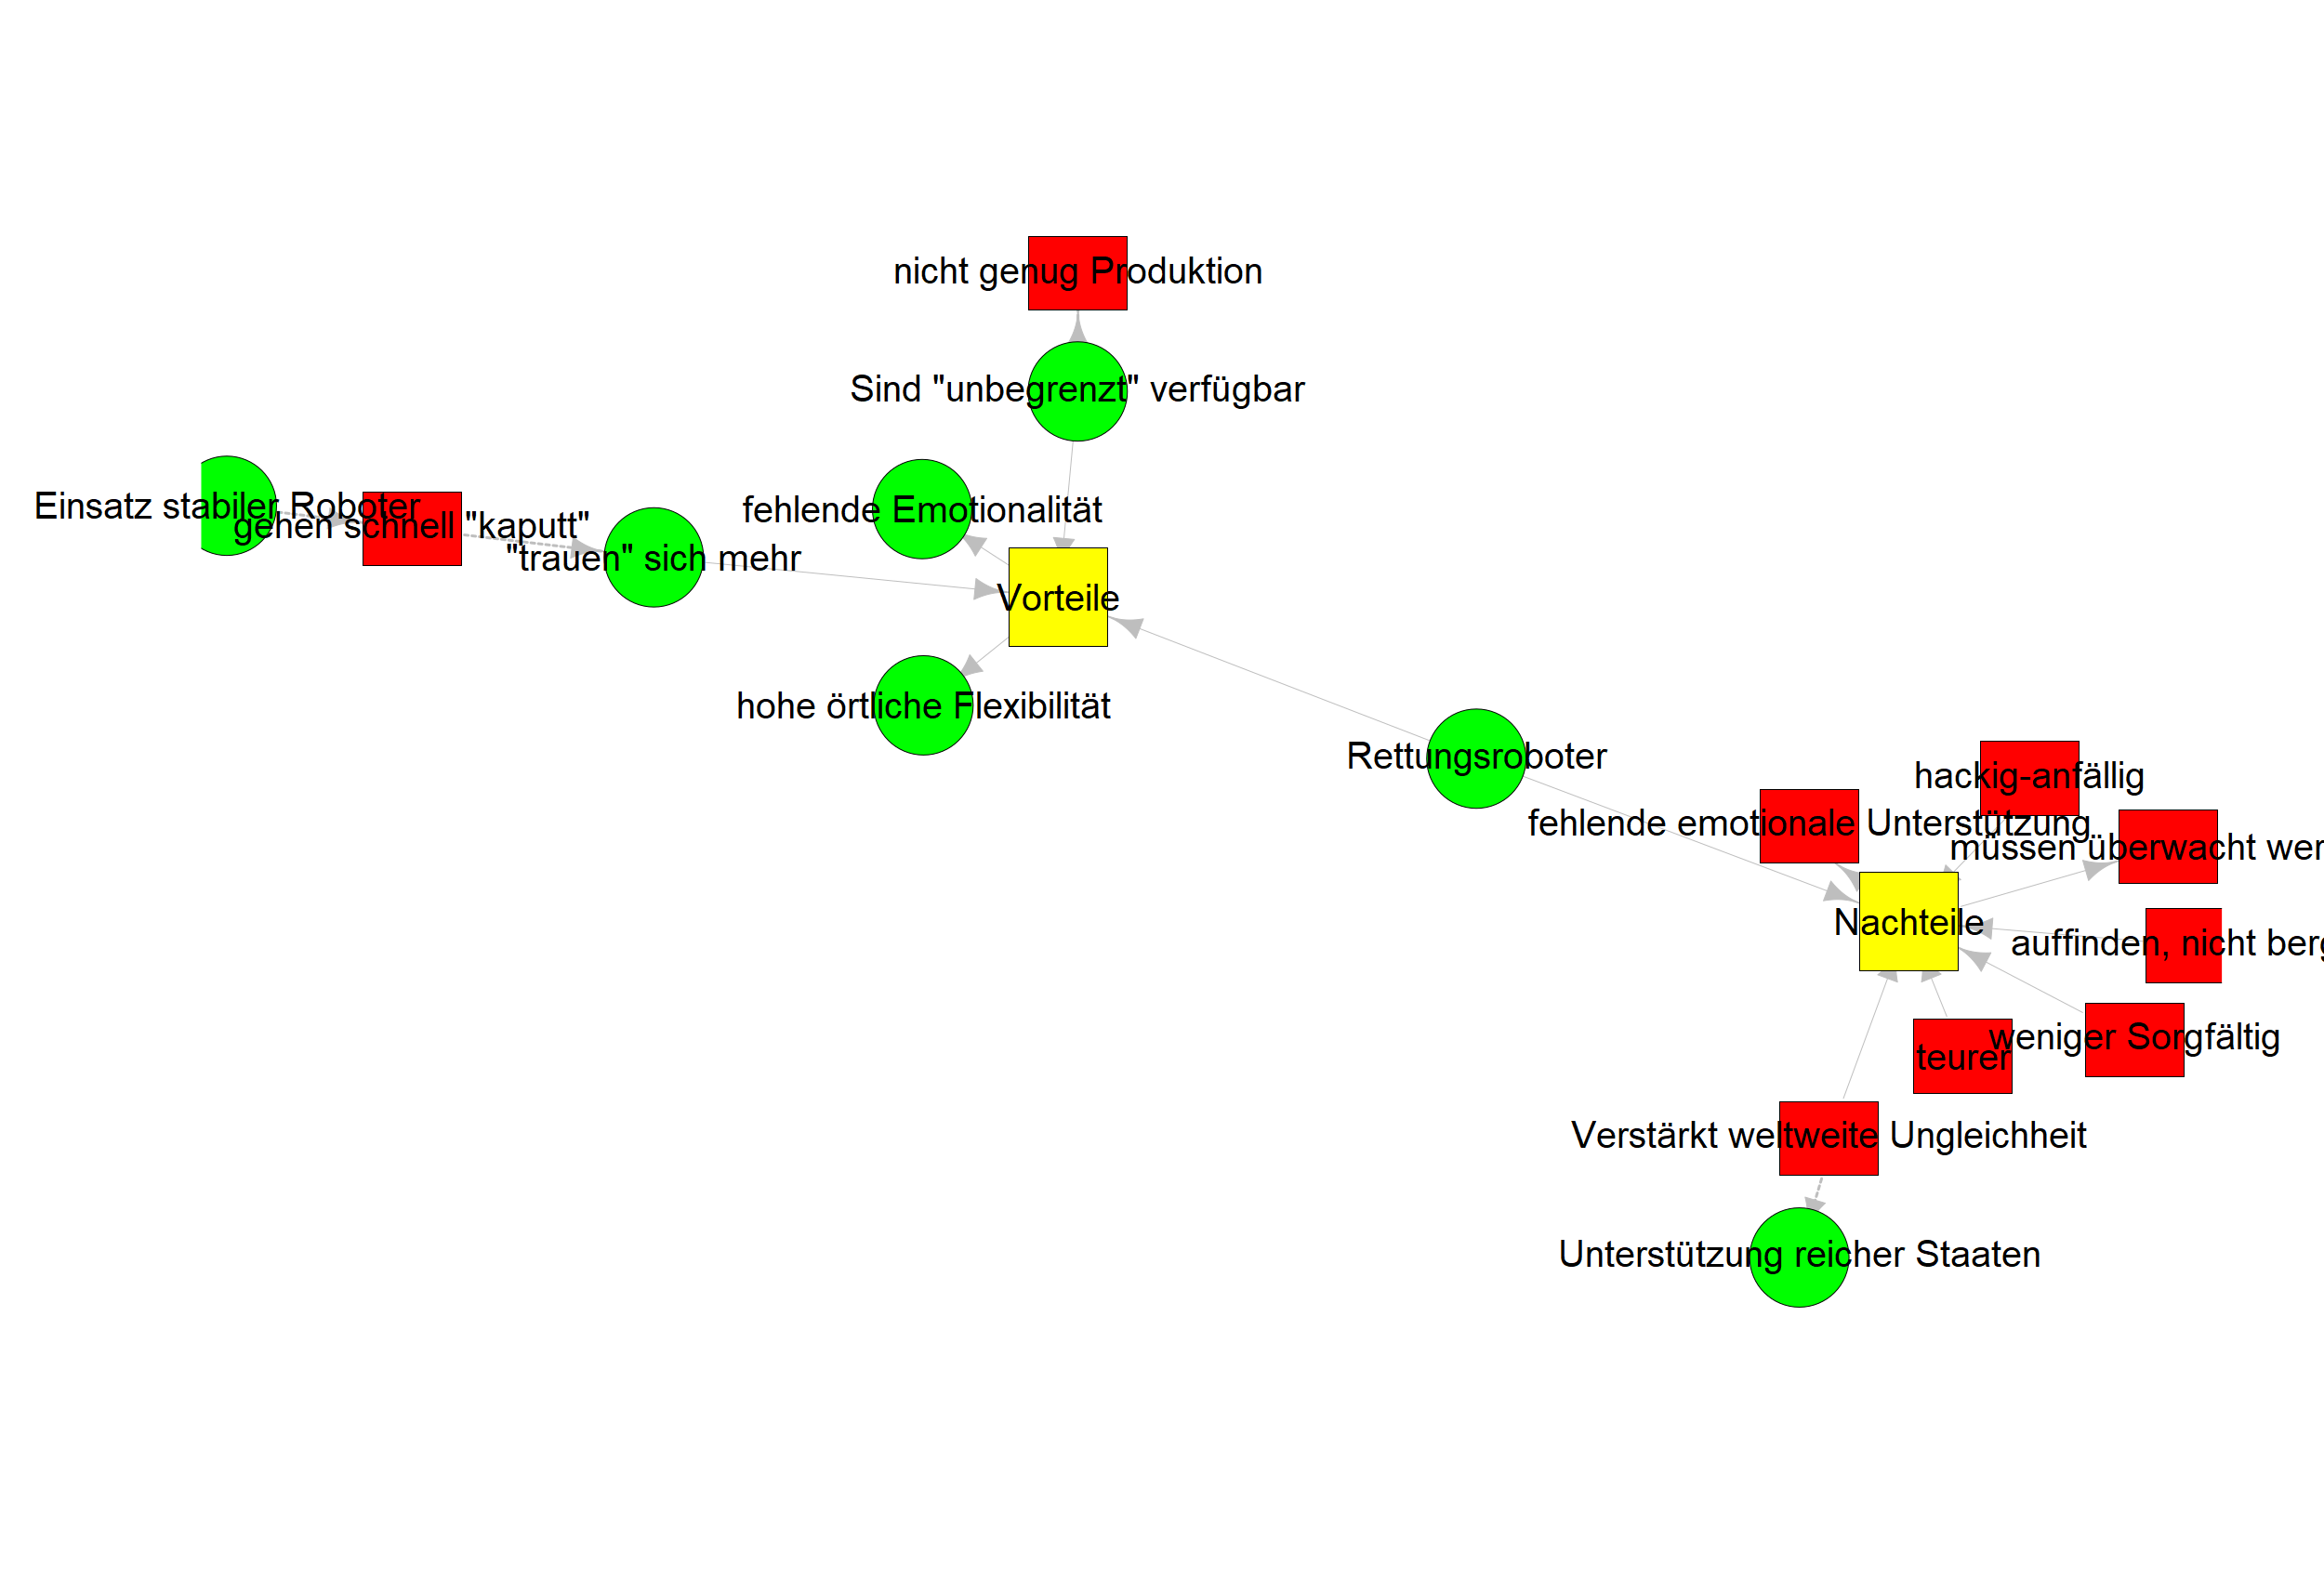 nicht genug Produktion
Sind "unbegrenzt" verfügbar
Einsatz stabiler Roboter
gehen schnell "kaputt"
"trauen" sich mehr
fehlende Emotionalität
Vorteile
hohe örtliche Flexibilität
Rettungsroboter
hackig-anfällig
fehlende emotionale Unterstützung
müssen überwacht wer
Nachteile
auffinden, nicht berg
weniger Sorgfältig
teurer
Verstärkt weltweite Ungleichheit
Unterstützung reicher Staaten